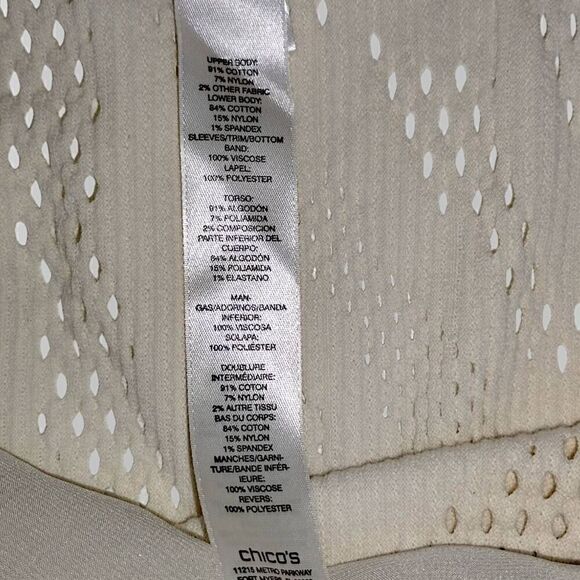 UPPER BODY:
91% COTTON
7% NYLON
2% OTHER FABRIC
LOWER BODY:
84% COTTON
15% NYLON
1% SPANDEX
SLEEVES/TRIM/BOTTOM
BAND:
100% VISCOSE
LAPEL:
100% POLYESTER
TORSO:
91% ALGODÓN
7% POLIAMIDA
2% COMPOSICION
PARTE INFERIOR DEL
CUERPO:
84% ALGODÓN
15% POLIAMIDA
1% ELASTANO
MAN-
GAS/ADORNOS/BANDA
INFERIOR:
100% VISCOSA
SOLAPA:
100% POLIÉSTER
DOUBLURE
INTERMÉDIAIRE:
91% COTON
7% NYLON
2% AUTRE TISSU
BAS DU CORPS:
84% COTON
15% NYLON
1% SPANDEX
MANCHES/GARNI-
TURE/BANDE INFÉR-
IEURE:
100% VISCOSE
REVERS:
100% POLYESTER
chico's
11215 METRO PARKWAY
FORT MYERS,